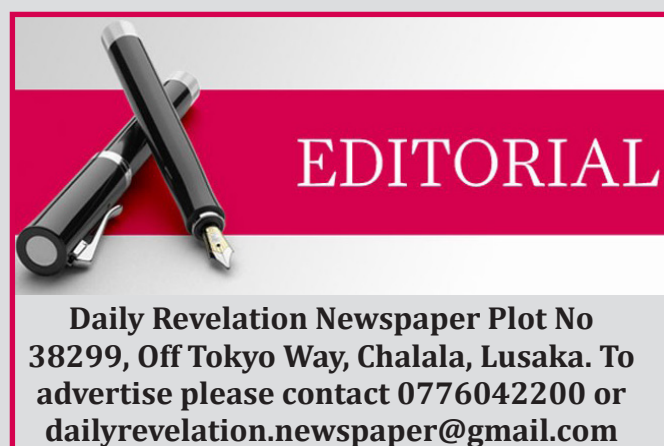 EDITORIAL
Daily Revelation Newspaper Plot No
38299, Off Tokyo Way, Chalala, Lusaka. To
advertise please contact 0776042200 or
dailyrevelation.newspaper@gmail.com